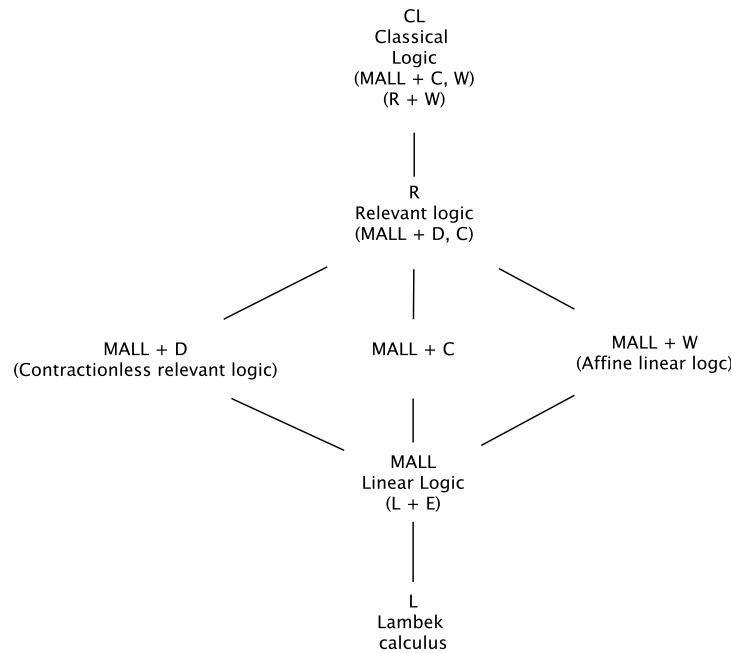 CL
Classical
Logic
(MALL + C, W)
(R + W)
R
Relevant logic
(MALL + D, C)
MALL + D
(Contractionless relevant logic)
MALL + C
MALL + W
(Affine linear logc)
MALL
Linear Logic
(L + E)
L
Lambek
calculus